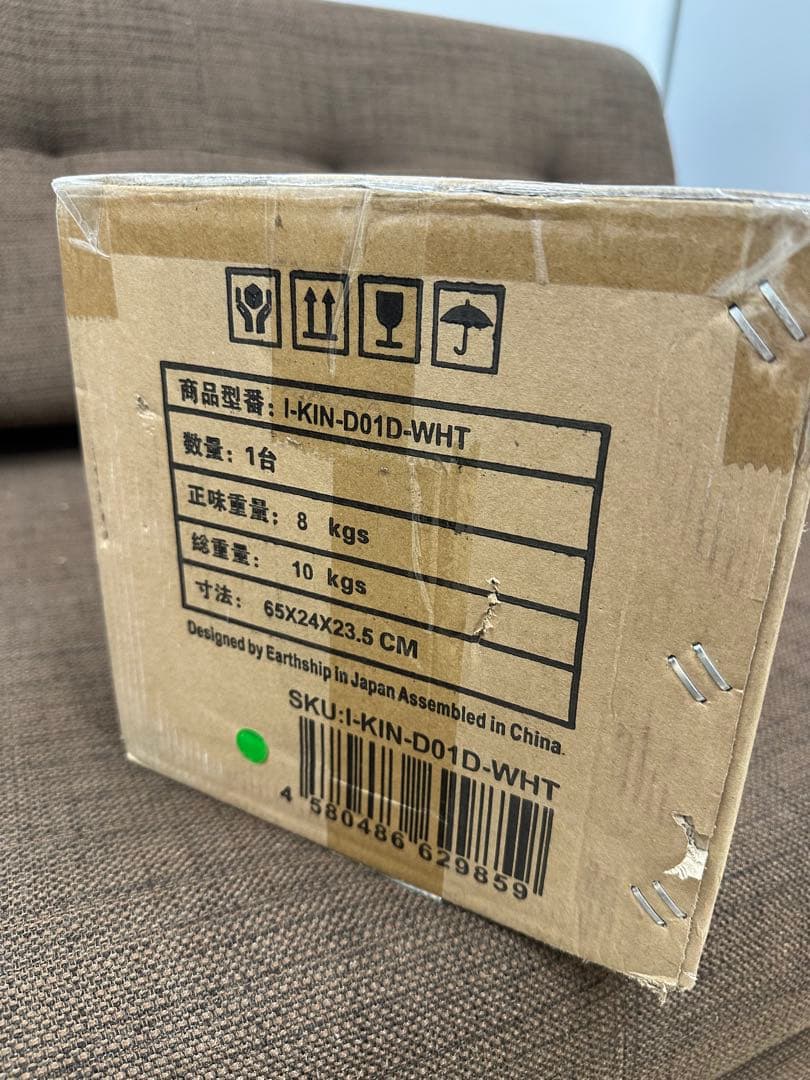 商品型番: I-KIN-D01D-WHT
数量: 1台
正味重量: 8 kgs
総重量: 10 kgs
寸法: 65X24X23.5 CM
Designed by Earthship in Japan Assembled in China.
SKU:I-KIN-D01D-WHT
4 580486 629859